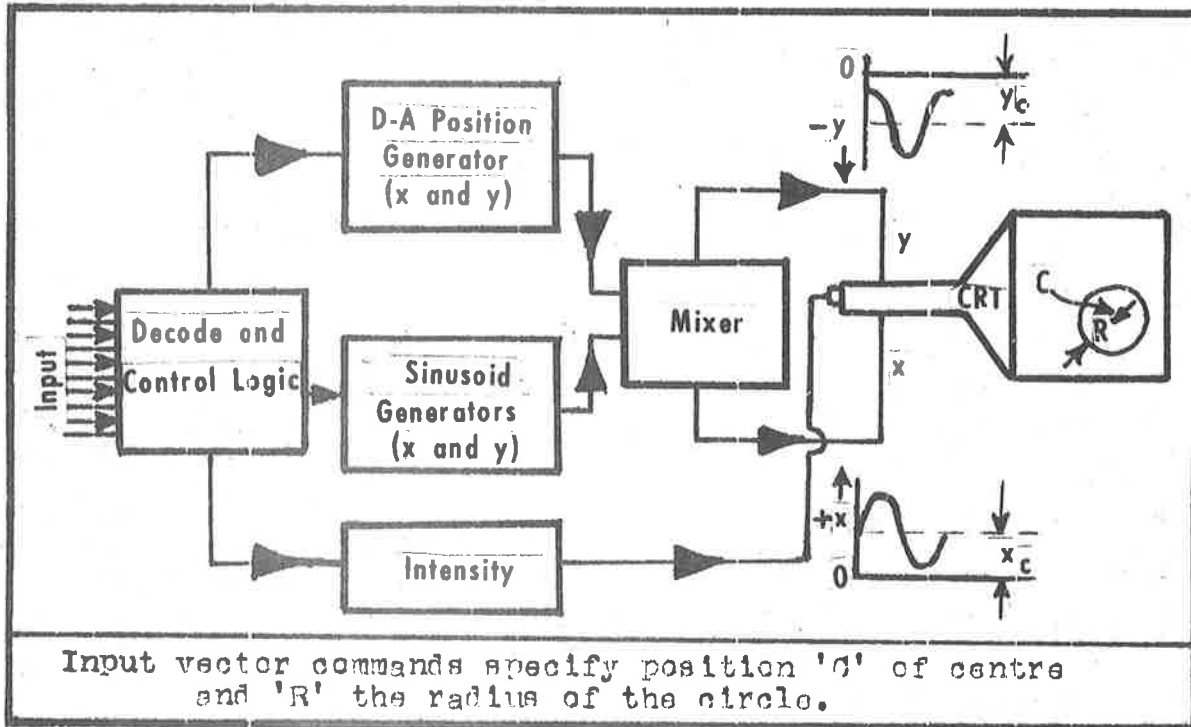 0
y c
-y
D-A Position
Generator
(x and y)
y
Input
Decode and
Control Logic
Mixer
CRT
C
R
x
Sinusoid
Generators
(x and y)
+x
x c
0
Intensity
Input vector commands specify position 'C' of centre
and 'R' the radius of the circle.